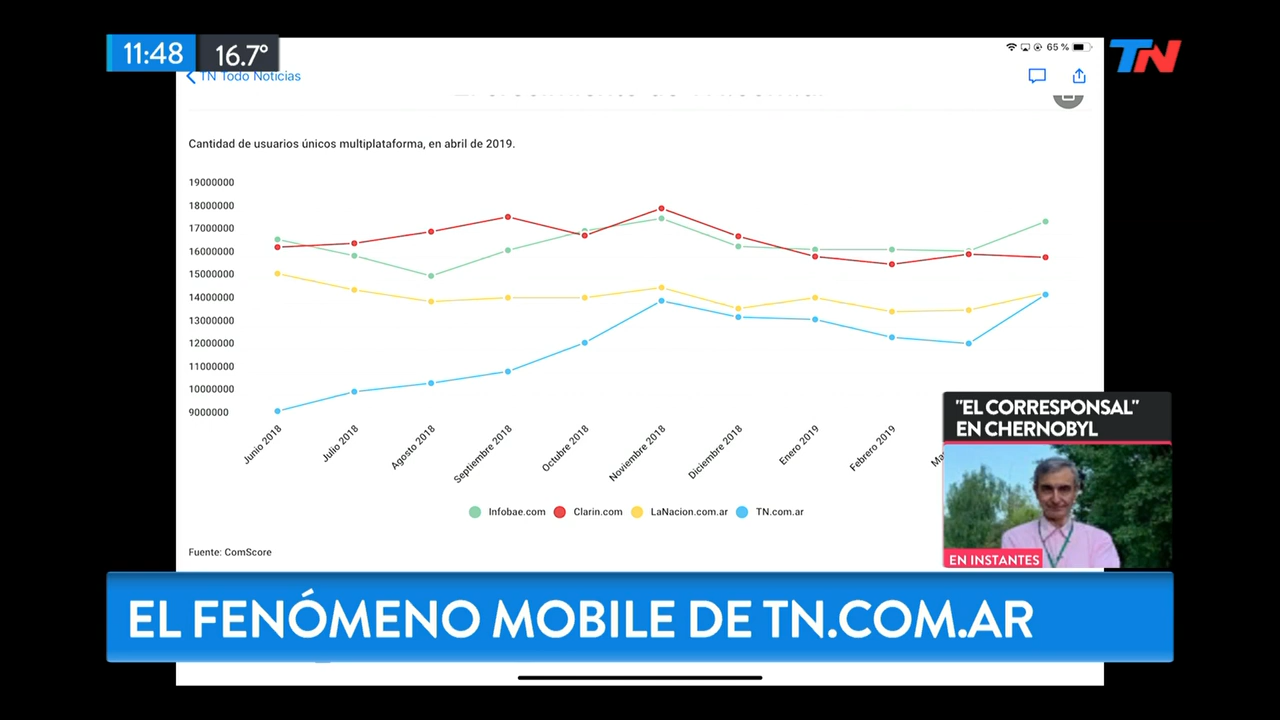 11:48
16.7°
65 %
TN
TN Todo Noticias
Cantidad de usuarios únicos multiplataforma, en abril de 2019.
19000000
18000000
17000000
16000000
15000000
14000000
13000000
12000000
11000000
10000000
9000000
Junio 2018
Julio 2018
Agosto 2018
Septiembre 2018
Octubre 2018
Noviembre 2018
Diciembre 2018
Enero 2019
Febrero 2019
Infobae.com
Clarin.com
LaNacion.com.ar
TN.com.ar
Fuente: ComScore
"EL CORRESPONSAL"
EN CHERNOBYL
EN INSTANTES
EL FENÓMENO MOBILE DE TN.COM.AR